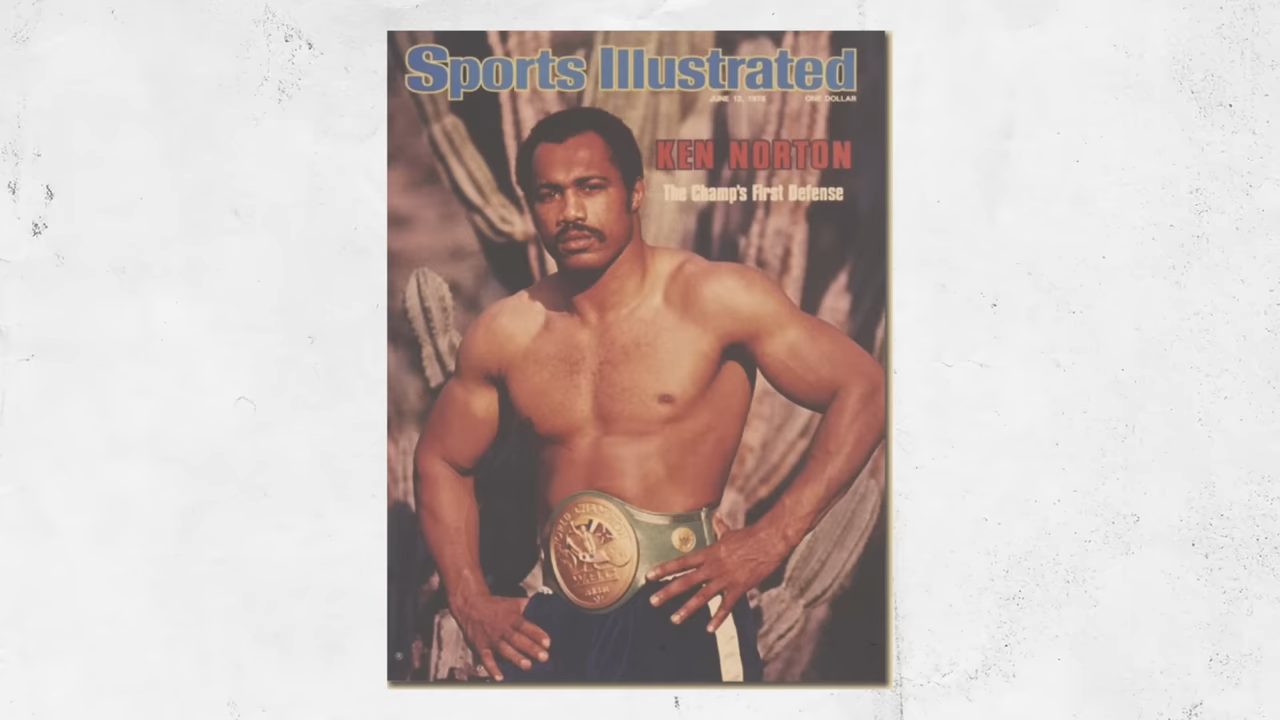 Sports Illustrated
JUNE 12, 1978 ONE DOLLAR
KEN NORTON
The Champ's First Defense